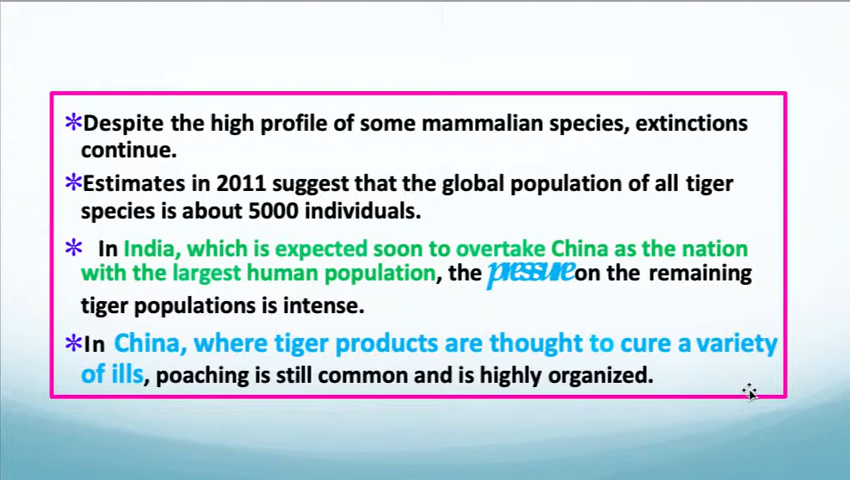 *Despite the high profile of some mammalian species, extinctions
continue.
*Estimates in 2011 suggest that the global population of all tiger
species is about 5000 individuals.
* In India, which is expected soon to overtake China as the nation
with the largest human population, the pressure on the remaining
tiger populations is intense.
*In China, where tiger products are thought to cure a variety
of ills, poaching is still common and is highly organized.